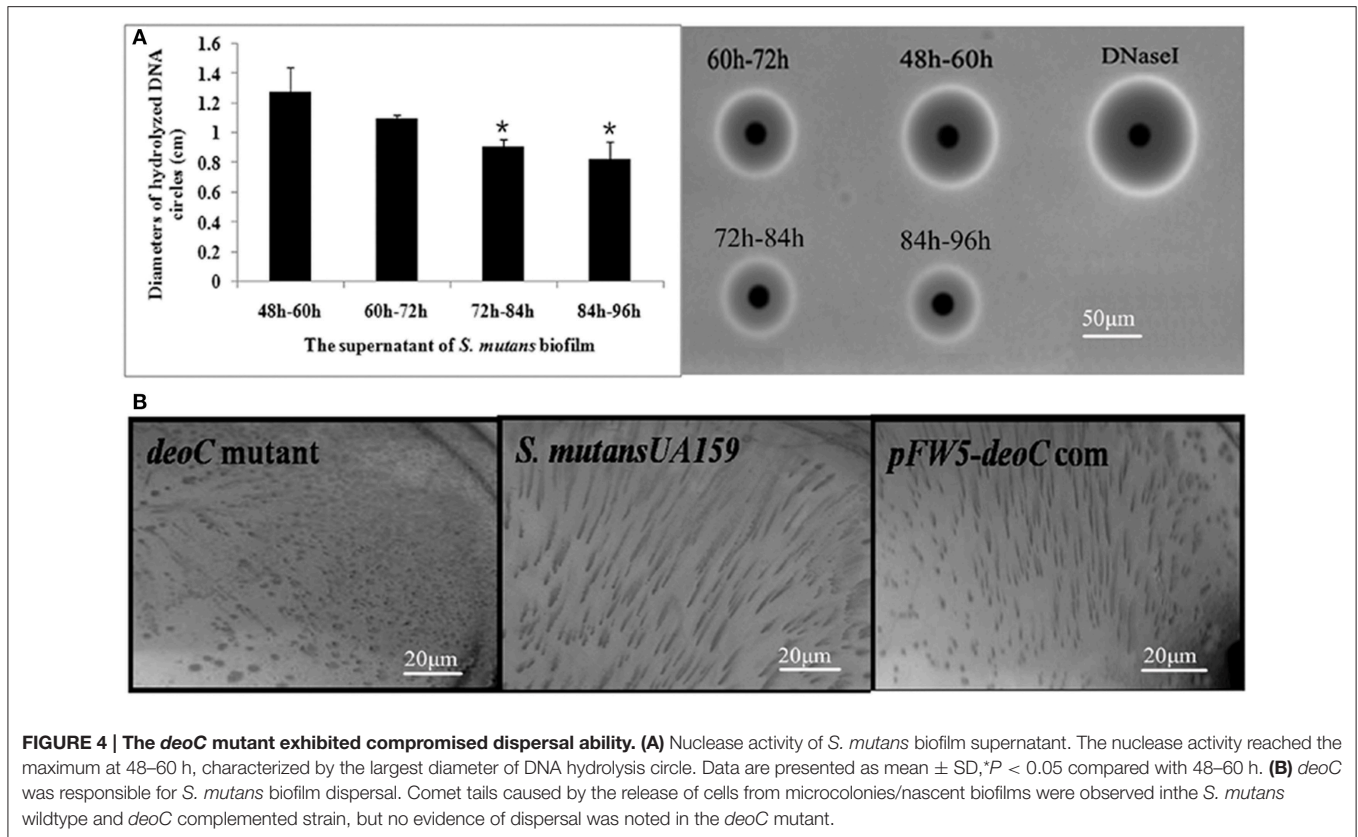 A
1.6
1.4
1.2
1
0.8
0.6
0.4
0.2
0
Diameters of hydrolyzed DNA
circles (cm)
*
*
48h-60h 60h-72h 72h-84h 84h-96h
The supernatant of S. mutans biofilm
60h-72h 48h-60h DNaseI
72h-84h 84h-96h
50μm
B
deoC mutant
20μm
S. mutansUA159
20μm
pFW5-deoC com
20μm
FIGURE 4 | The deoC mutant exhibited compromised dispersal ability. (A) Nuclease activity of S. mutans biofilm supernatant. The nuclease activity reached the
maximum at 48–60 h, characterized by the largest diameter of DNA hydrolysis circle. Data are presented as mean ± SD,*P < 0.05 compared with 48–60 h. (B) deoC
was responsible for S. mutans biofilm dispersal. Comet tails caused by the release of cells from microcolonies/nascent biofilms were observed inthe S. mutans
wildtype and deoC complemented strain, but no evidence of dispersal was noted in the deoC mutant.